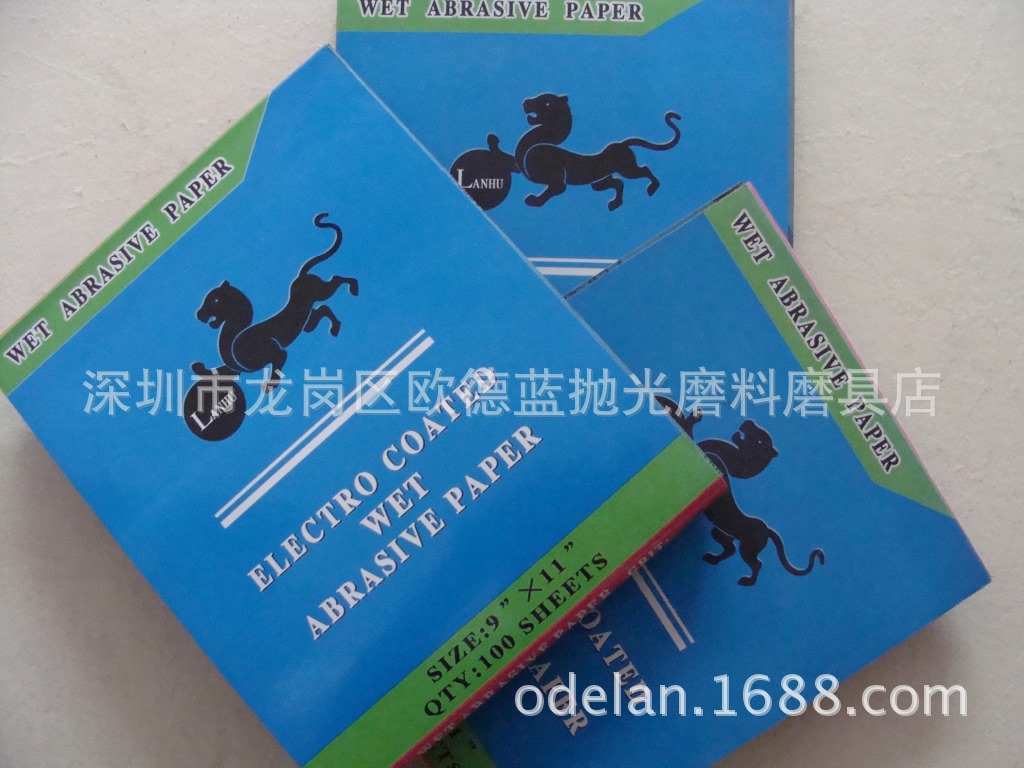 WET ABRASIVE PAPER
LANHU
WET ABRASIVE PAPER
LANHU
ELECTRO COATED
WET
ABRASIVE PAPER
SIZE:9”×11”
QTY:100 SHEETS
WET ABRASIVE PAPER
COATED
深圳市龙岗区欧德蓝抛光磨料磨具店
odelan.1688.com